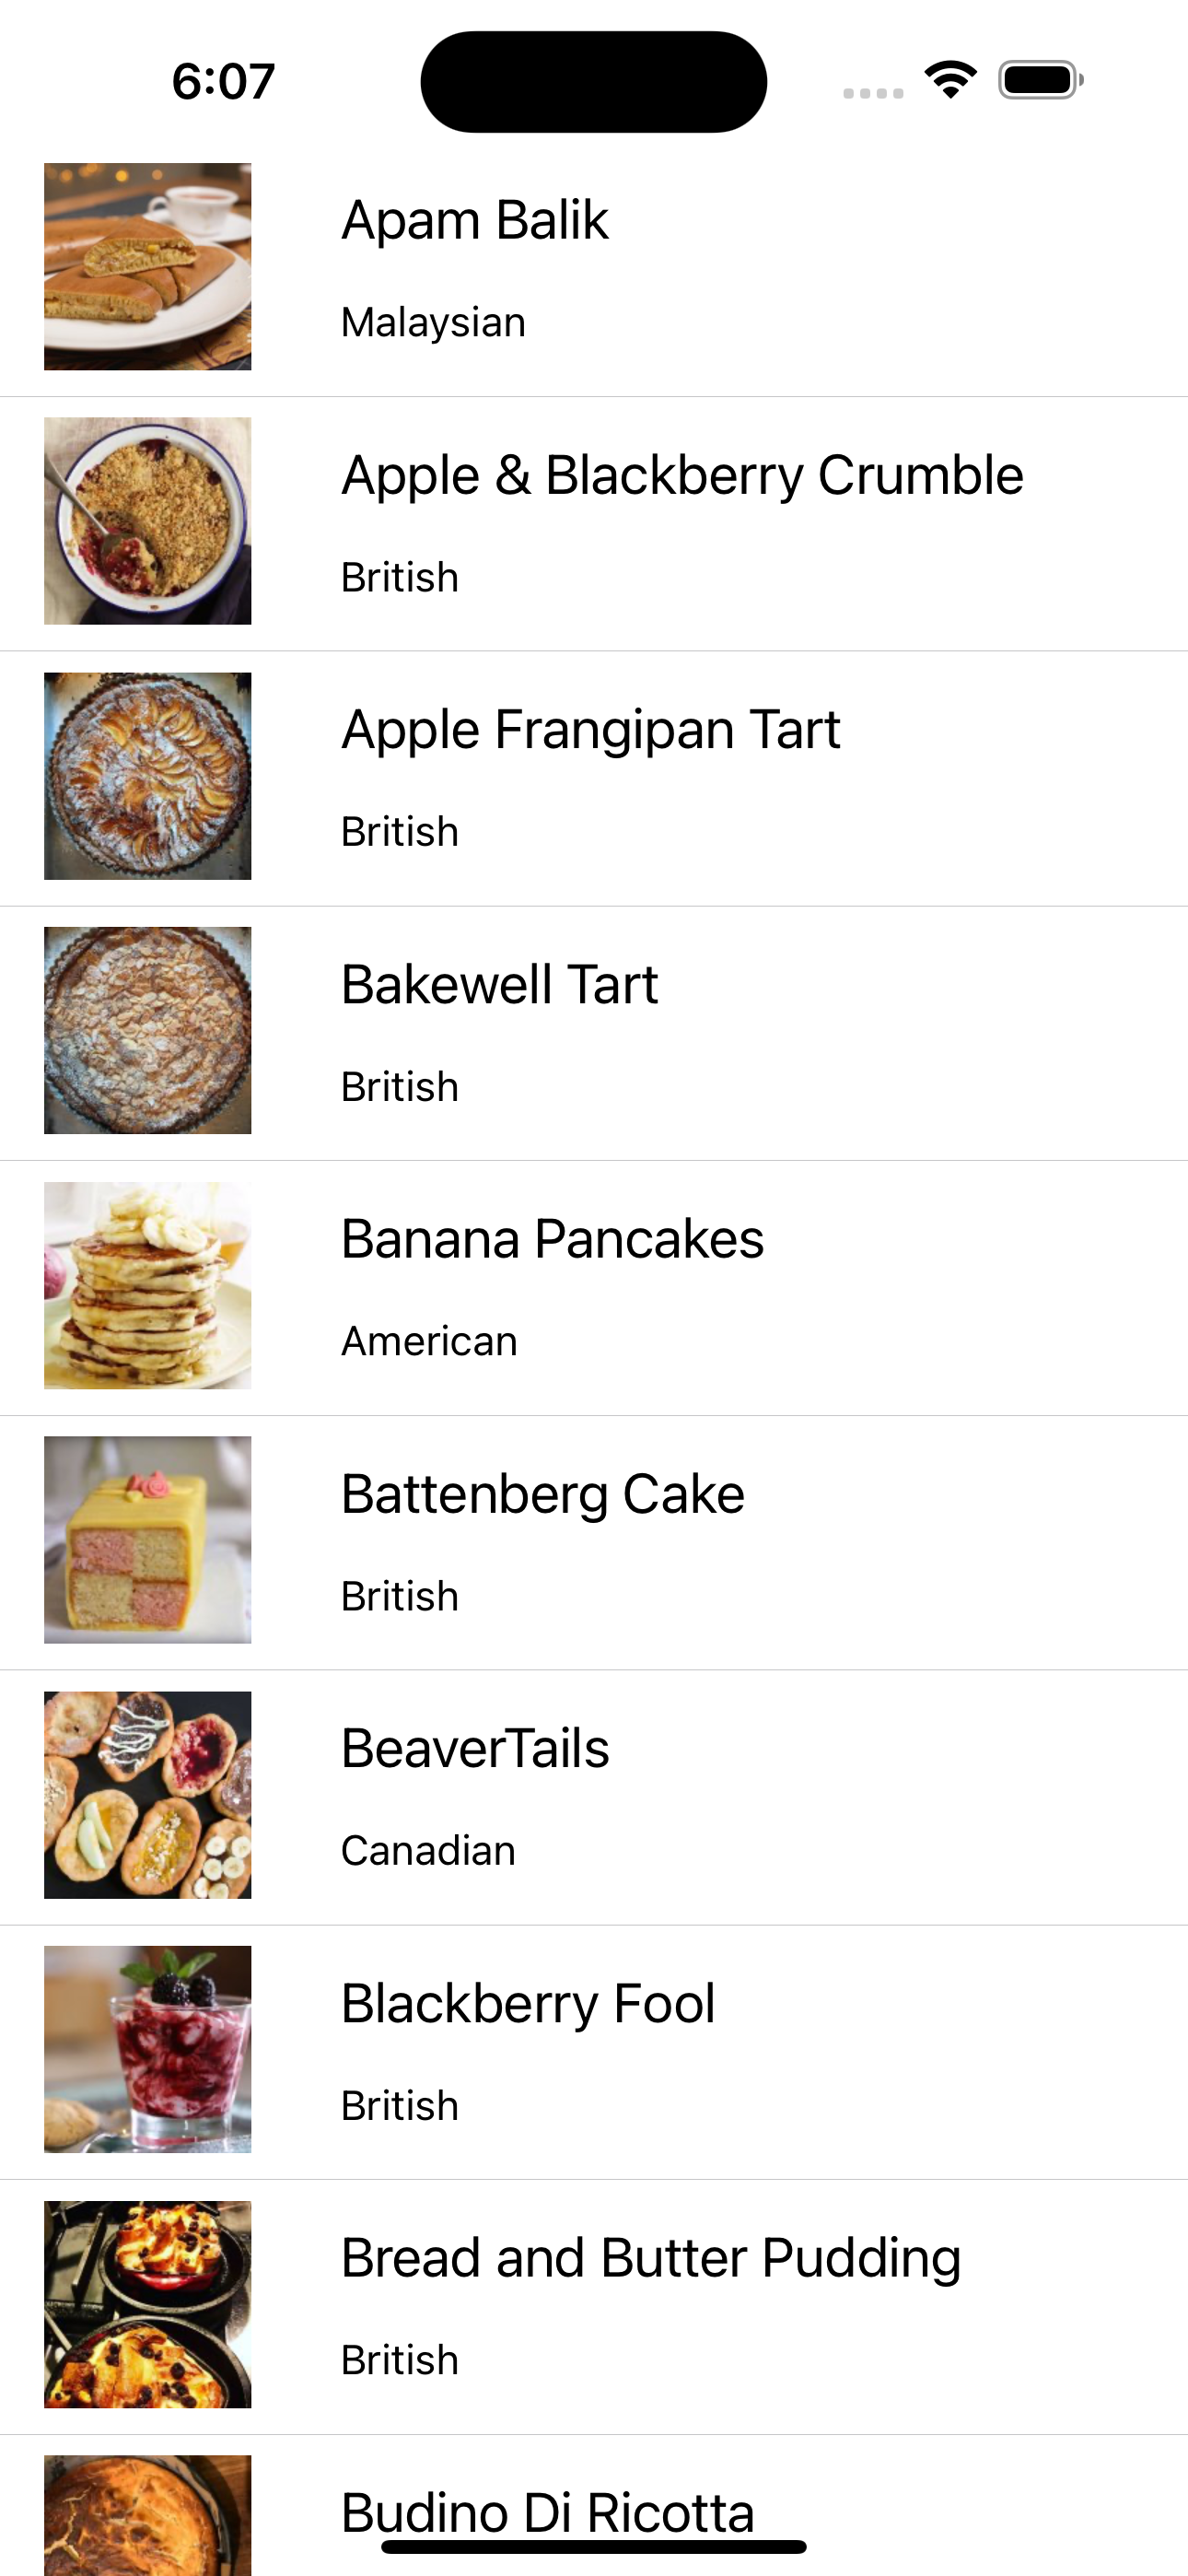 6:07
Apam Balik
Malaysian
Apple & Blackberry Crumble
British
Apple Frangipan Tart
British
Bakewell Tart
British
Banana Pancakes
American
Battenberg Cake
British
BeaverTails
Canadian
Blackberry Fool
British
Bread and Butter Pudding
British
Budino Di Ricotta